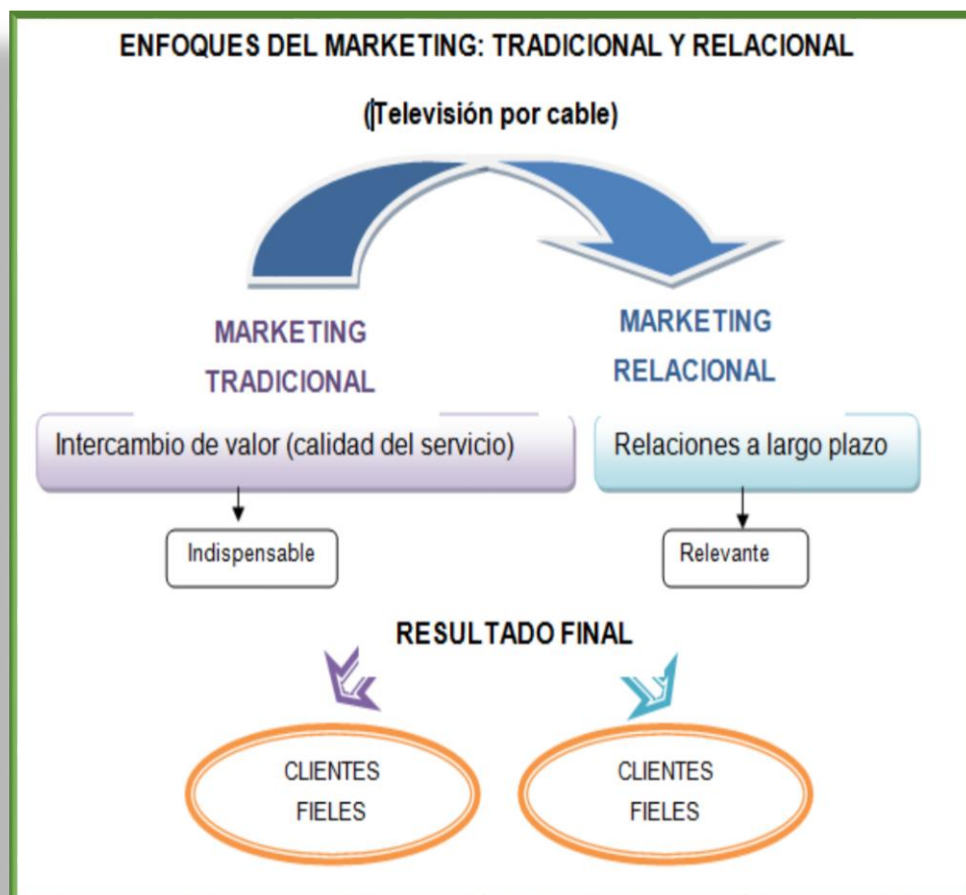 ENFOQUES DEL MARKETING: TRADICIONAL Y RELACIONAL
(Televisión por cable)
MARKETING
TRADICIONAL
MARKETING
RELACIONAL
Intercambio de valor (calidad del servicio)
Relaciones a largo plazo
Indispensable
Relevante
RESULTADO FINAL
CLIENTES
FIELES
CLIENTES
FIELES